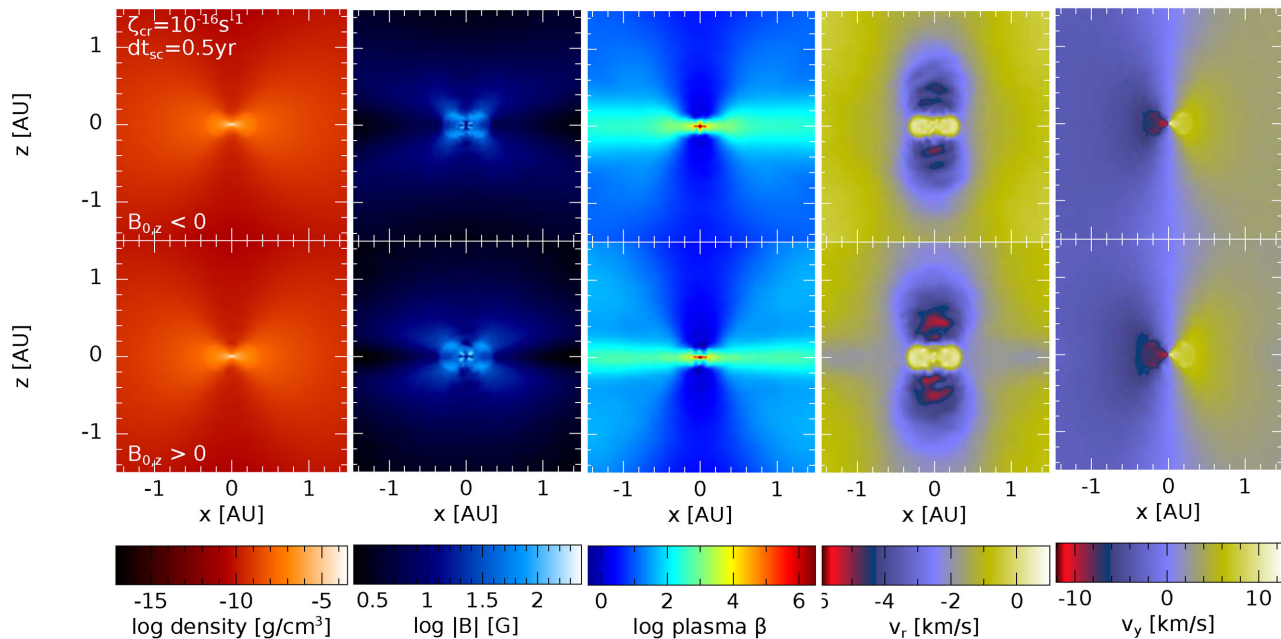 ζcr=10⁻¹⁶s⁻¹
dtsc=0.5yr
z [AU]
1
0
-1
B0,z < 0
z [AU]
1
0
-1
B0,z > 0
-1 0 1 -1 0 1 -1 0 1 -1 0 1 -1 0 1
x [AU] x [AU] x [AU] x [AU] x [AU]
-15 -10 -5 0.5 1 1.5 2 0 2 4 6 -4 -2 0 -10 0 10
log density [g/cm³] log |B| [G] log plasma β vr [km/s] vy [km/s]